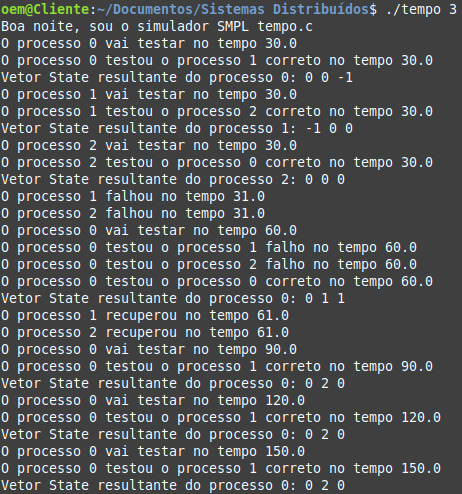 oem@Cliente:~/Documentos/Sistemas Distribuídos$ ./tempo 3
Boa noite, sou o simulador SMPL tempo.c
O processo 0 vai testar no tempo 30.0
O processo 0 testou o processo 1 correto no tempo 30.0
Vetor State resultante do processo 0: 0 0 -1
O processo 1 vai testar no tempo 30.0
O processo 1 testou o processo 2 correto no tempo 30.0
Vetor State resultante do processo 1: -1 0 0
O processo 2 vai testar no tempo 30.0
O processo 2 testou o processo 0 correto no tempo 30.0
Vetor State resultante do processo 2: 0 0 0
O processo 1 falhou no tempo 31.0
O processo 2 falhou no tempo 31.0
O processo 0 vai testar no tempo 60.0
O processo 0 testou o processo 1 falho no tempo 60.0
O processo 0 testou o processo 2 falho no tempo 60.0
O processo 0 testou o processo 0 correto no tempo 60.0
Vetor State resultante do processo 0: 0 1 1
O processo 1 recuperou no tempo 61.0
O processo 2 recuperou no tempo 61.0
O processo 0 vai testar no tempo 90.0
O processo 0 testou o processo 1 correto no tempo 90.0
Vetor State resultante do processo 0: 0 2 0
O processo 0 vai testar no tempo 120.0
O processo 0 testou o processo 1 correto no tempo 120.0
Vetor State resultante do processo 0: 0 2 0
O processo 0 vai testar no tempo 150.0
O processo 0 testou o processo 1 correto no tempo 150.0
Vetor State resultante do processo 0: 0 2 0